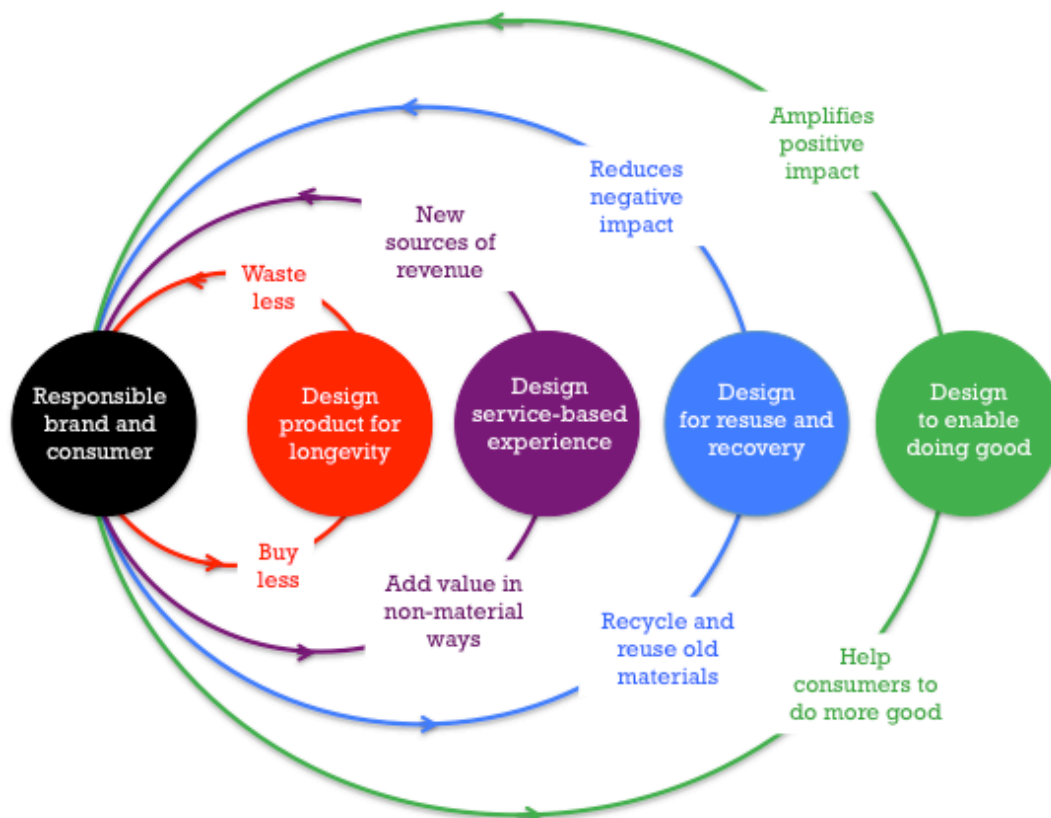 Amplifies
positive
impact
Reduces
negative
impact
New
sources of
revenue
Waste
less
Responsible
brand and
consumer
Design
product for
longevity
Design
service-based
experience
Design
for resuse and
recovery
Design
to enable
doing good
Buy
less
Add value in
non-material
ways
Recycle and
reuse old
materials
Help
consumers to
do more good